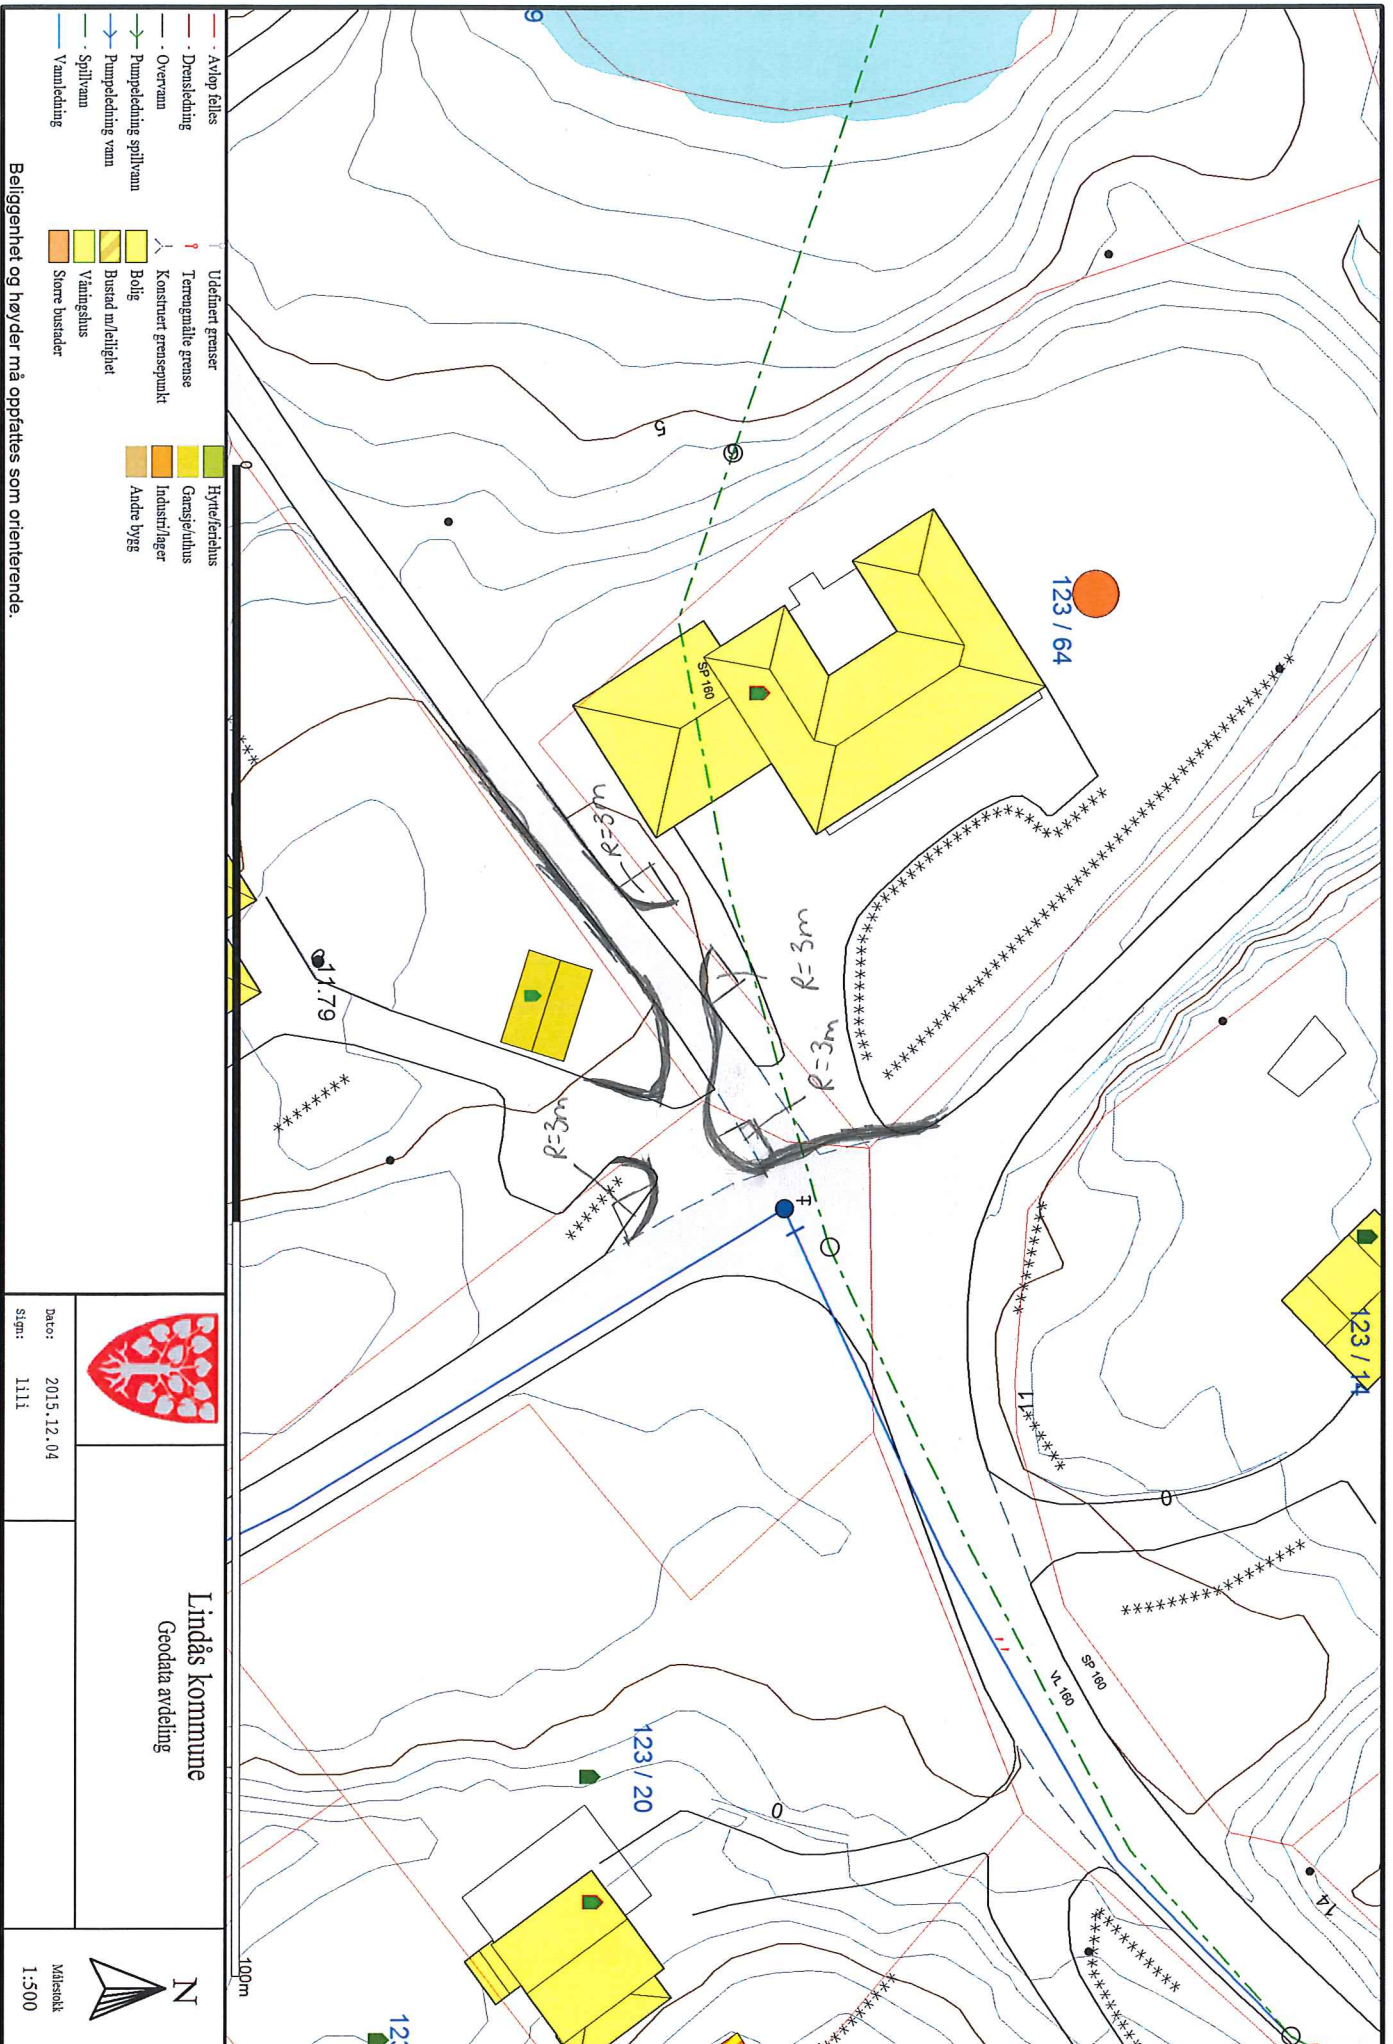 123 / 64
123 / 14
123 / 20
SP 160
SP 160
VL 160
R=3m
R=3m
R=3m
R=3m
5
11.79
11
0
0
14
9
0
100m
Avløp felles
Drensledning
Overvann
Pumpeledning spillvann
Pumpeledning vann
Spillvann
Vannledning
Udefinert grenser
Terrengmålte grense
Konstruert grensepunkt
Bolig
Bustad m/leilighet
Våningshus
Større bustader
Hytte/feriehus
Garasje/uthus
Industri/lager
Andre bygg
Beliggenhet og høyder må oppfattes som orienterende.
Lindås kommune
Geodata avdeling
Dato: 2015.12.04
Sign: lili
N
Målestokk
1:500